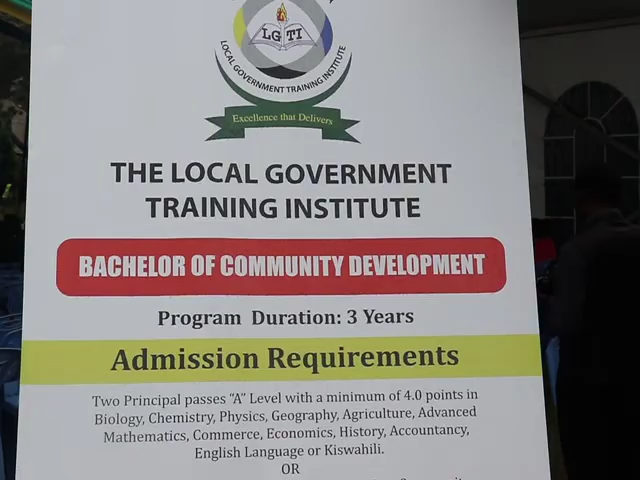 LGTI
LOCAL GOVERNMENT TRAINING INSTITUTE
Excellence that Delivers
THE LOCAL GOVERNMENT
TRAINING INSTITUTE
BACHELOR OF COMMUNITY DEVELOPMENT
Program Duration: 3 Years
Admission Requirements
Two Principal passes "A" Level with a minimum of 4.0 points in
Biology, Chemistry, Physics, Geography, Agriculture, Advanced
Mathematics, Commerce, Economics, History, Accountancy,
English Language or Kiswahili.
OR